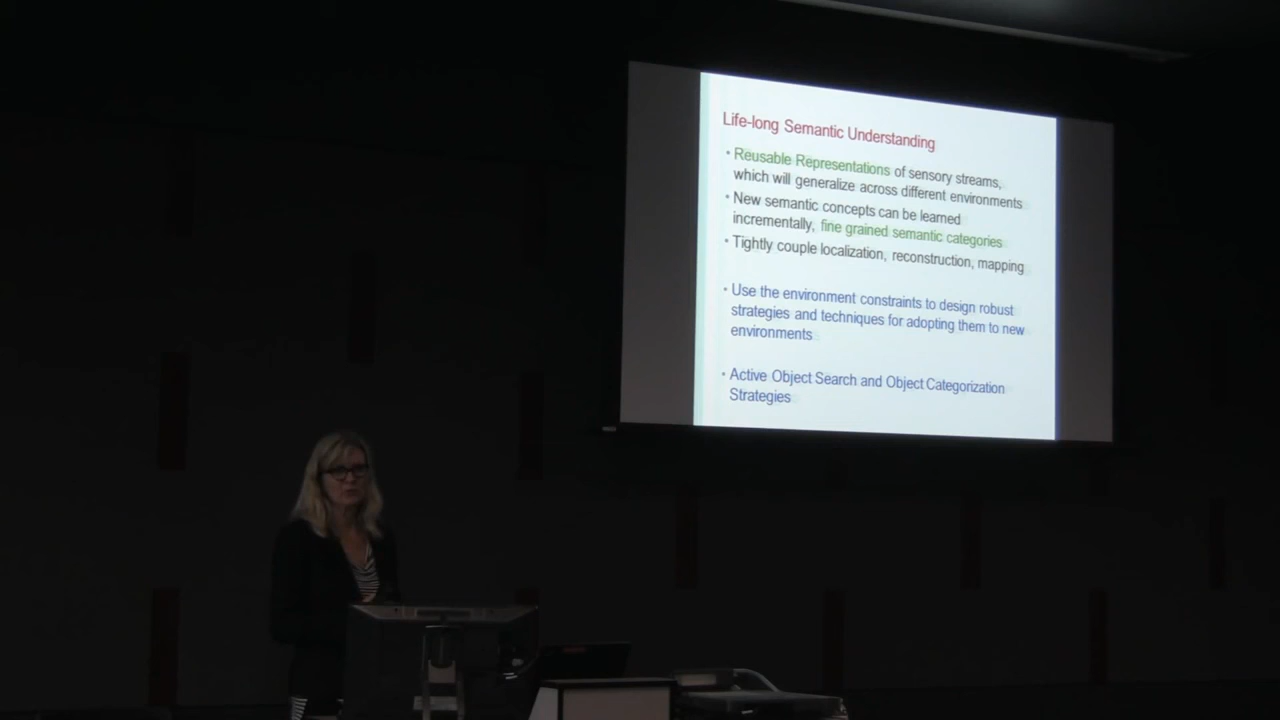 Life-long Semantic Understanding
• Reusable Representations of sensory streams,
which will generalize across different environments
• New semantic concepts can be learned
incrementally, fine grained semantic categories
• Tightly couple localization, reconstruction, mapping
• Use the environment constraints to design robust
strategies and techniques for adopting them to new
environments
• Active Object Search and Object Categorization
Strategies